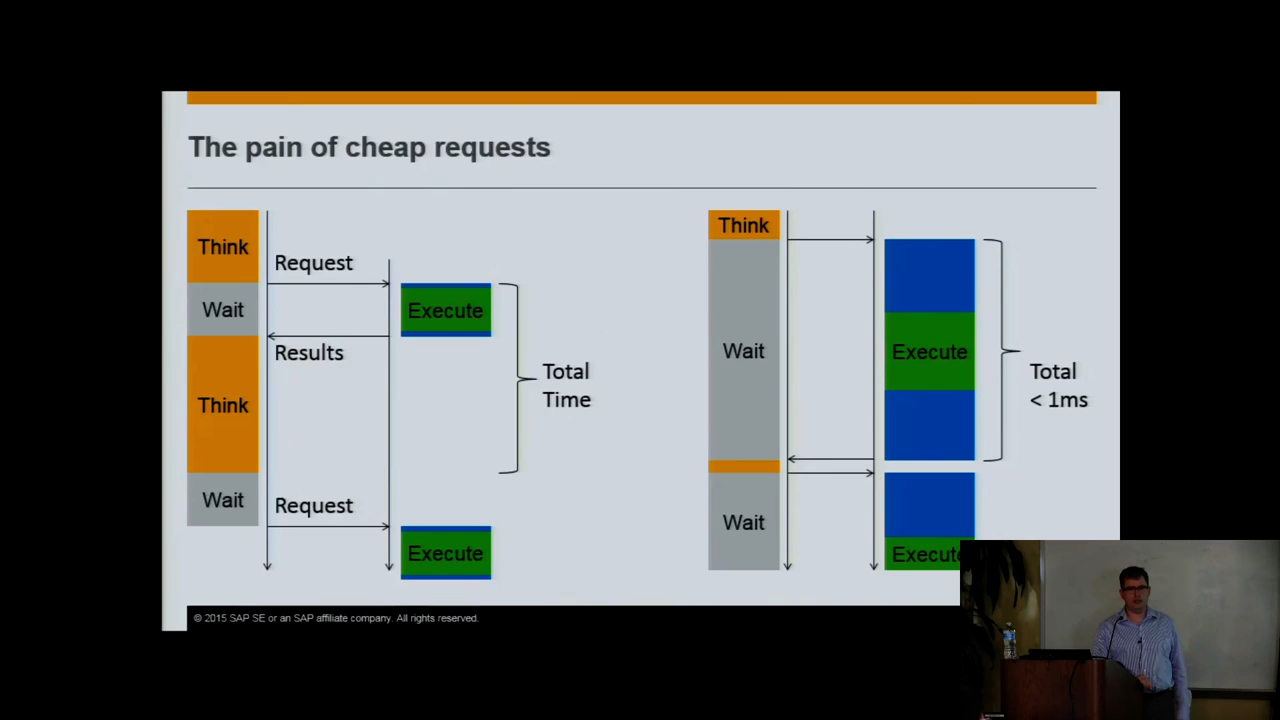 The pain of cheap requests
Think
Request
Wait
Execute
Results
Think
Total
Time
Wait
Request
Execute
Think
Wait
Execute
Total
< 1ms
Wait
Execute
© 2015 SAP SE or an SAP affiliate company. All rights reserved.